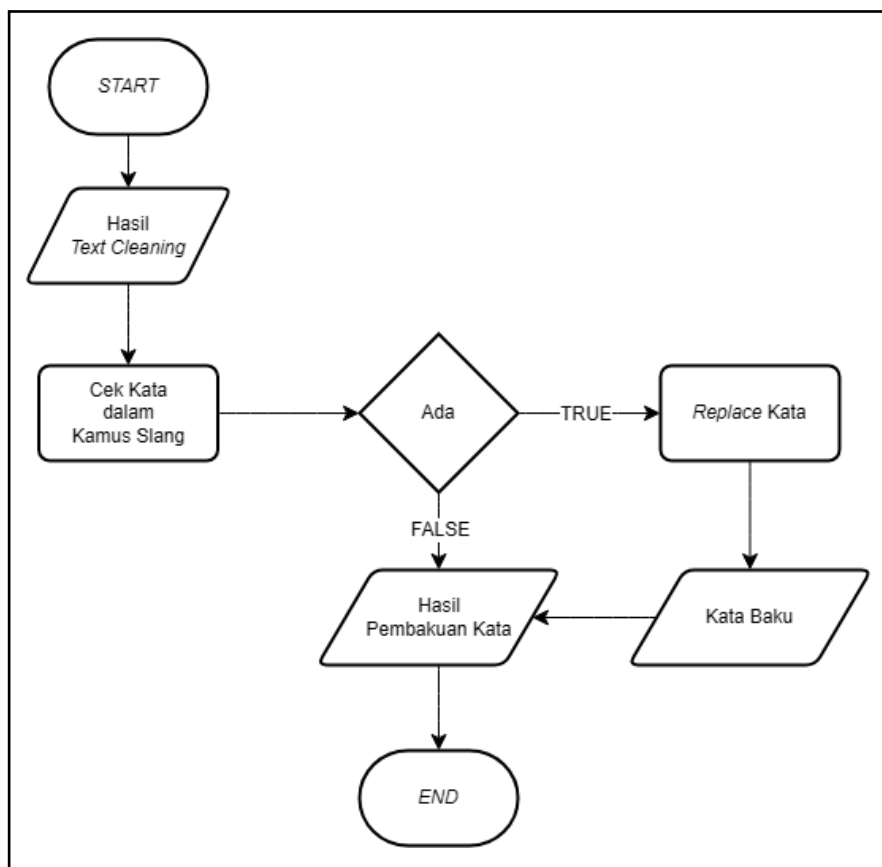 START
Hasil
Text Cleaning
Cek Kata
dalam
Kamus Slang
Ada
TRUE
Replace Kata
FALSE
Hasil
Pembakuan Kata
Kata Baku
END